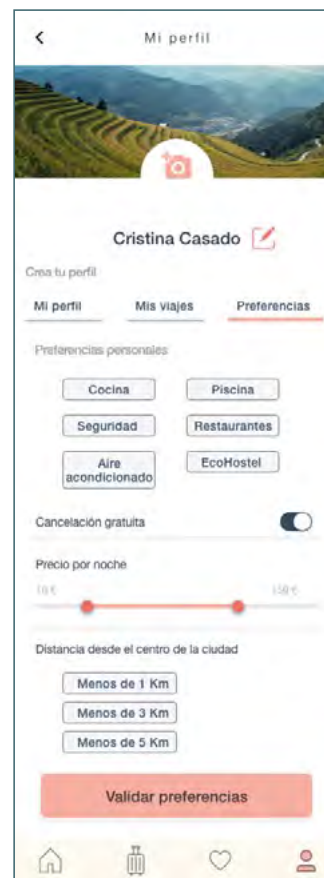 Mi perfil
Cristina Casado
Crea tu perfil
Mi perfil Mis viajes Preferencias
Preferencias personales
Cocina Piscina
Seguridad Restaurantes
Aire acondicionado EcoHostel
Cancelación gratuita
Precio por noche
10 € 150 €
Distancia desde el centro de la ciudad
Menos de 1 Km
Menos de 3 Km
Menos de 5 Km
Validar preferencias